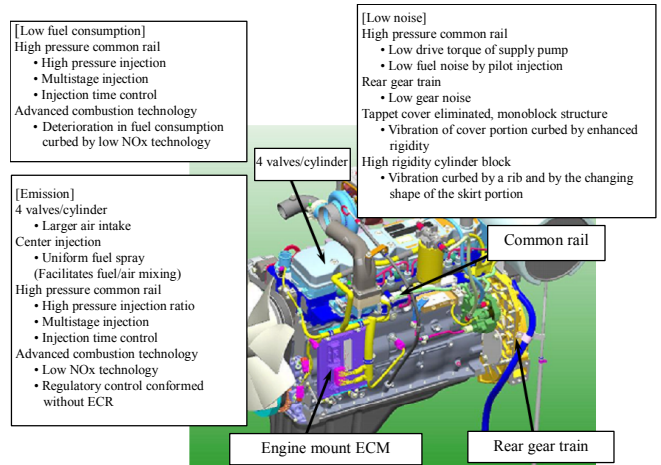 [Low fuel consumption]
High pressure common rail
• High pressure injection
• Multistage injection
• Injection time control
Advanced combustion technology
• Deterioration in fuel consumption
curbed by low NOx technology
[Low noise]
High pressure common rail
• Low drive torque of supply pump
• Low fuel noise by pilot injection
Rear gear train
• Low gear noise
Tappet cover eliminated, monoblock structure
• Vibration of cover portion curbed by enhanced
rigidity
High rigidity cylinder block
• Vibration curbed by a rib and by the changing
shape of the skirt portion
4 valves/cylinder
[Emission]
4 valves/cylinder
• Larger air intake
Center injection
• Uniform fuel spray
(Facilitates fuel/air mixing)
High pressure common rail
• High pressure injection ratio
• Multistage injection
• Injection time control
Advanced combustion technology
• Low NOx technology
• Regulatory control conformed
without ECR
Common rail
Engine mount ECM
Rear gear train